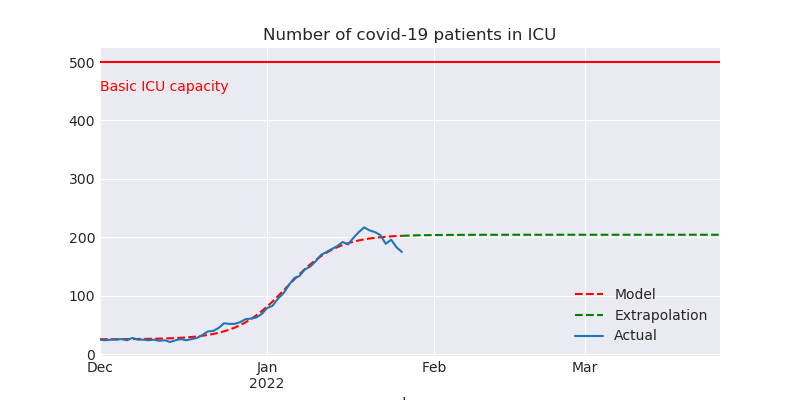 Number of covid-19 patients in ICU
500
Basic ICU capacity
400
300
200
100
0
Model
Extrapolation
Actual
Dec
Jan
2022
Feb
Mar